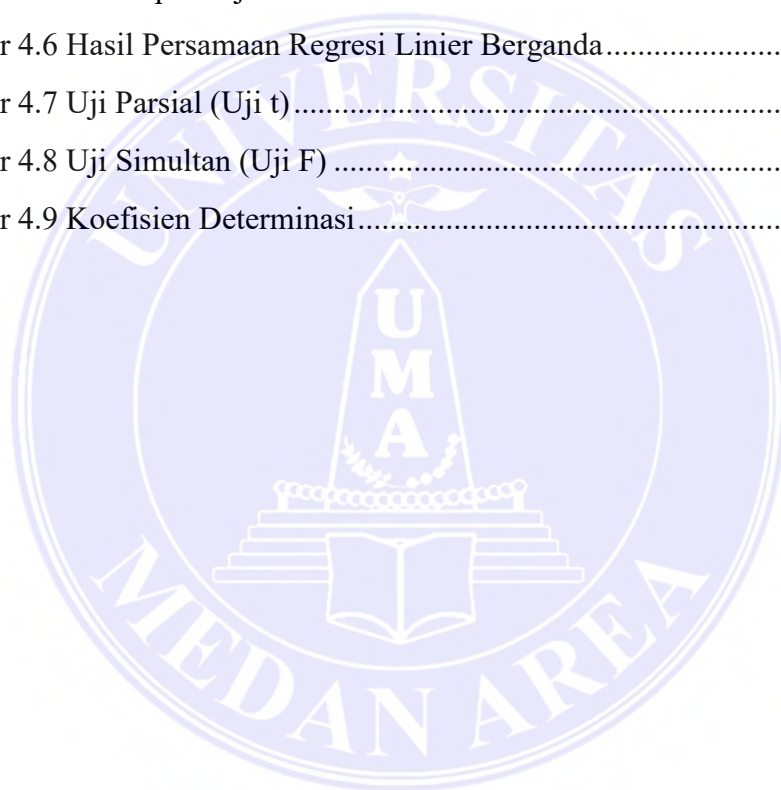 r 4.6 Hasil Persamaan Regresi Linier Berganda.....................
r 4.7 Uji Parsial (Uji t)............................................................
r 4.8 Uji Simultan (Uji F) .......................................................
r 4.9 Koefisien Determinasi....................................................
UNIVERSITAS
U
M
A
MEDAN AREA